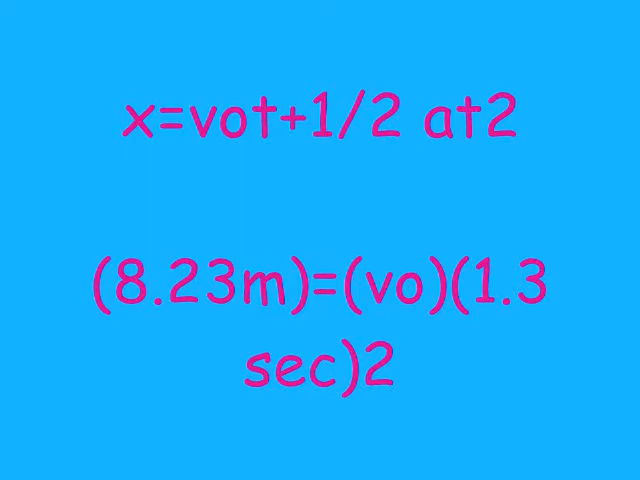 x=vot+1/2 at2
(8.23m)=(vo)(1.3
sec)2